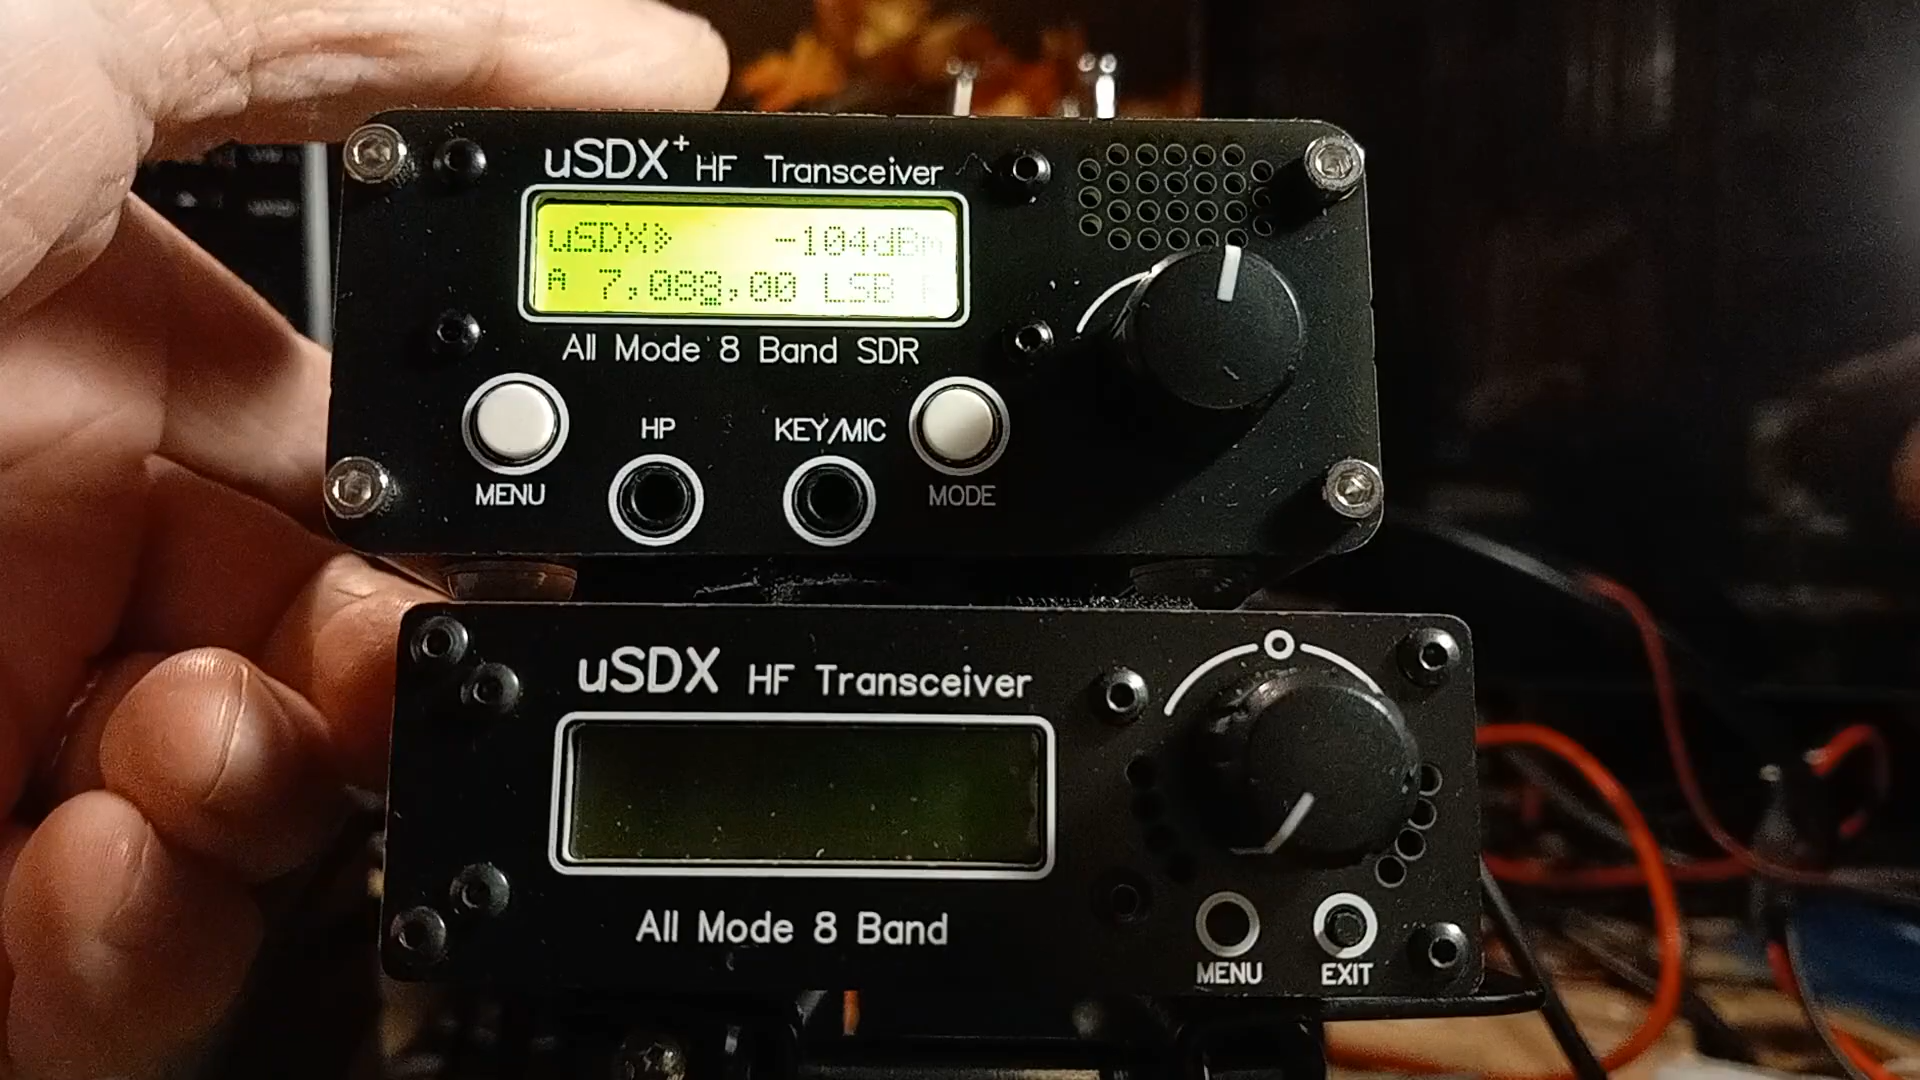 uSDX+ HF Transceiver
uSDX -104dBm
A 7,088,00 LSB R
All Mode 8 Band SDR
HP
KEY/MIC
MENU
MODE
uSDX HF Transceiver
All Mode 8 Band
MENU
EXIT